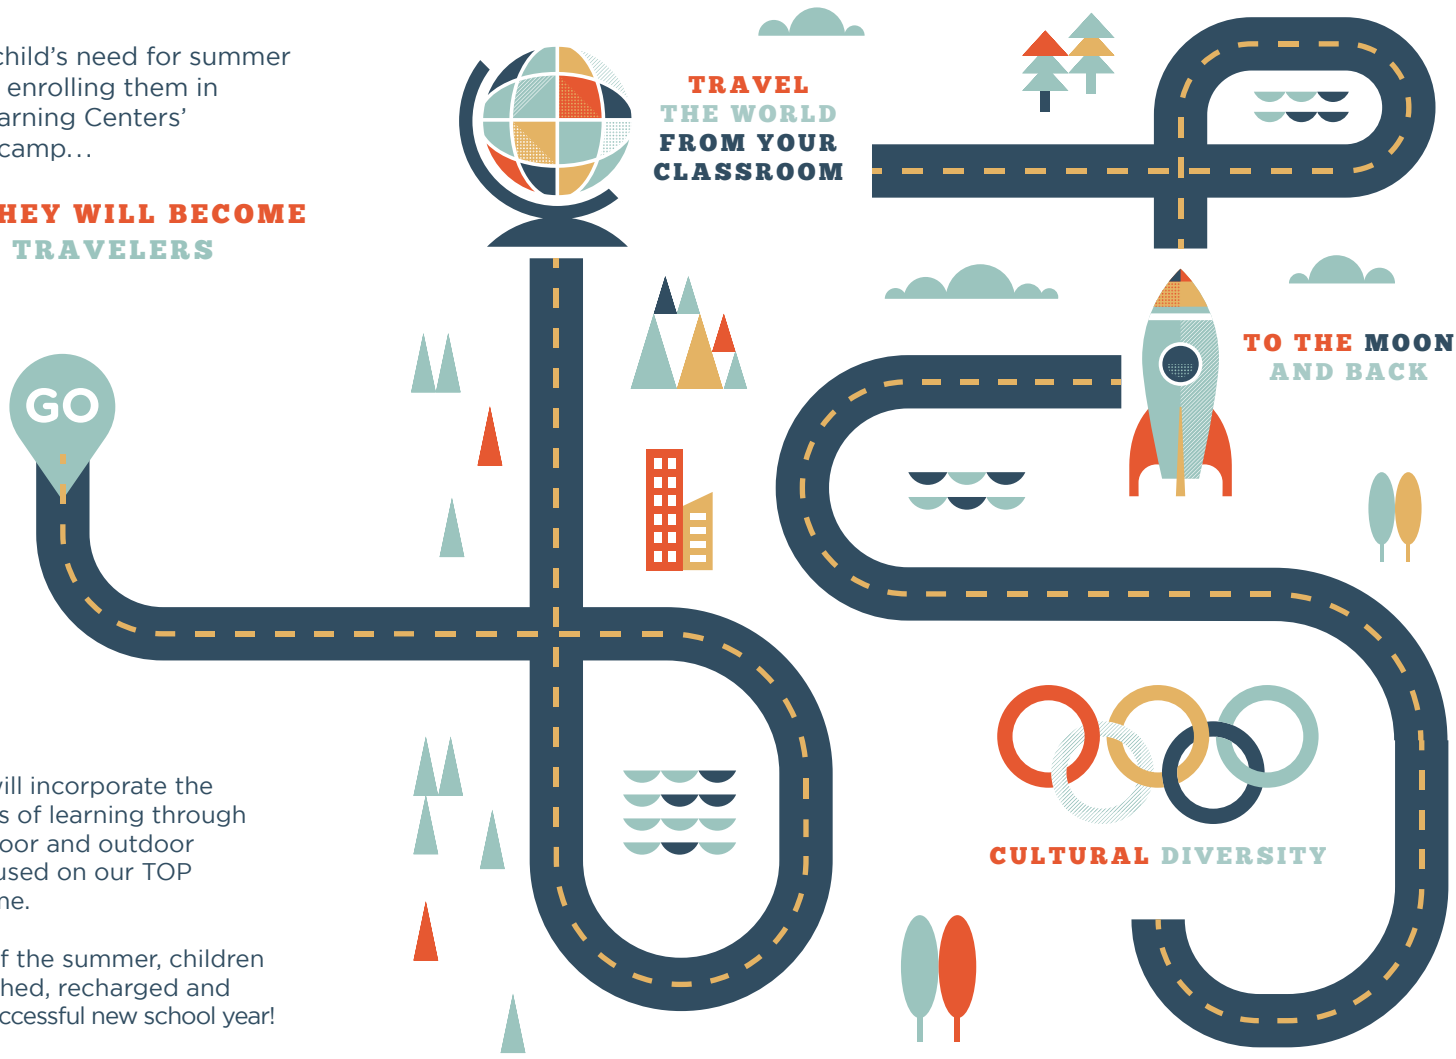 child's need for summer
enrolling them in
arning Centers'
camp...
HEY WILL BECOME
TRAVELERS
TRAVEL
THE WORLD
FROM YOUR
CLASSROOM
TO THE MOON
AND BACK
GO
CULTURAL DIVERSITY
will incorporate the
s of learning through
oor and outdoor
used on our TOP
ne.
f the summer, children
hed, recharged and
ccessful new school year!